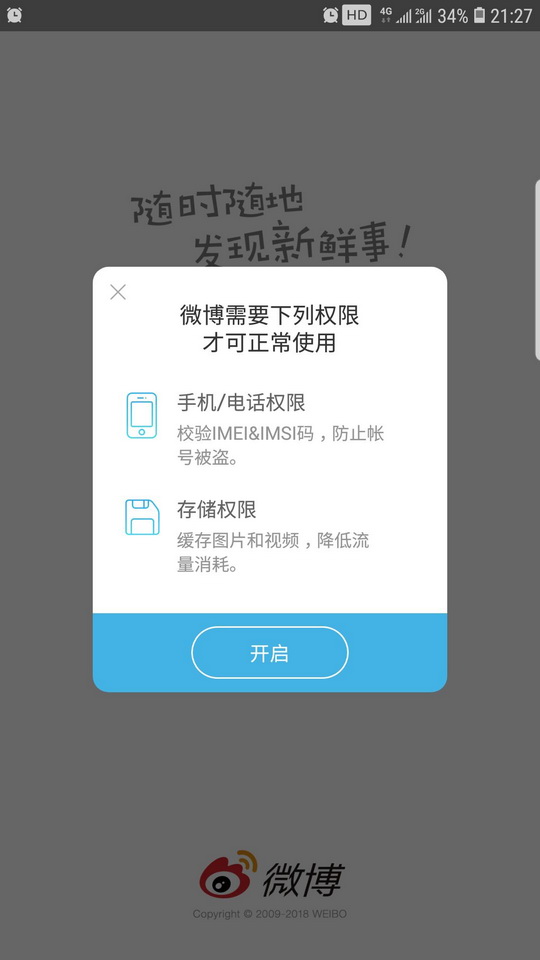 HD 4G 2G 34% 21:27
随时随地
发现新鲜事!
微博需要下列权限
才可正常使用
手机/电话权限
校验IMEI&IMSI码，防止帐
号被盗。
存储权限
缓存图片和视频，降低流
量消耗。
开启
微博
Copyright © 2009-2018 WEIBO